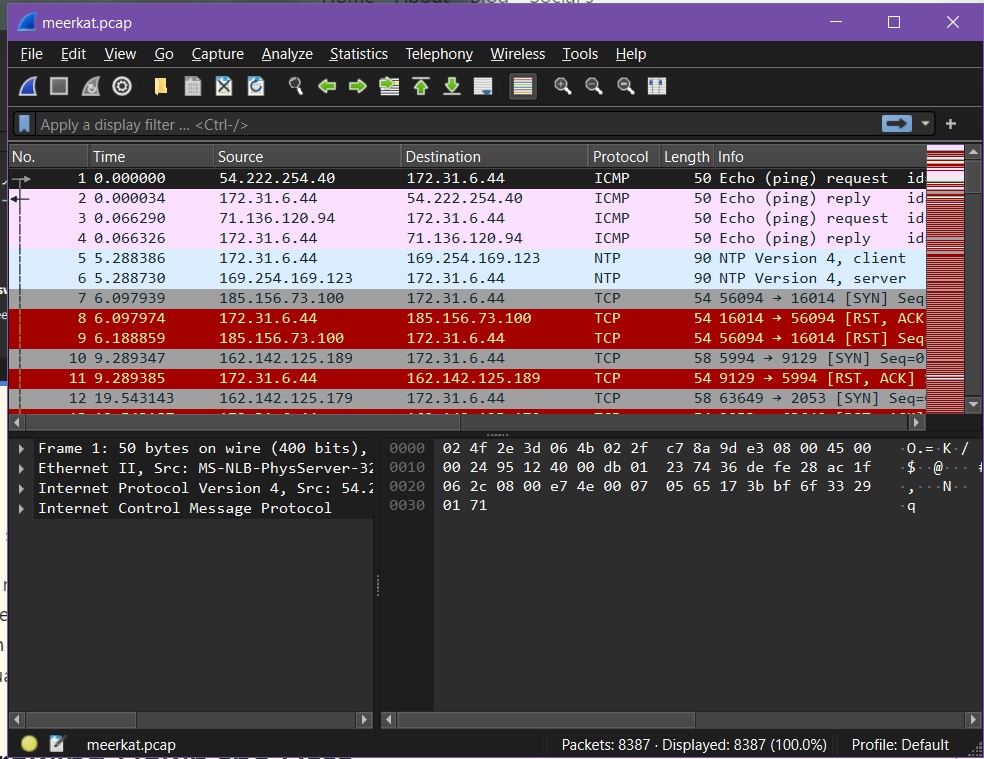 meerkat.pcap
File Edit View Go Capture Analyze Statistics Telephony Wireless Tools Help
Apply a display filter ... <Ctrl-/>
No. Time Source Destination Protocol Length Info
1 0.000000 54.222.254.40 172.31.6.44 ICMP 50 Echo (ping) request id
2 0.000034 172.31.6.44 54.222.254.40 ICMP 50 Echo (ping) reply id
3 0.066290 71.136.120.94 172.31.6.44 ICMP 50 Echo (ping) request id
4 0.066326 172.31.6.44 71.136.120.94 ICMP 50 Echo (ping) reply id
5 5.288386 172.31.6.44 169.254.169.123 NTP 90 NTP Version 4, client
6 5.288730 169.254.169.123 172.31.6.44 NTP 90 NTP Version 4, server
7 6.097939 185.156.73.100 172.31.6.44 TCP 54 56094 → 16014 [SYN] Seq
8 6.097974 172.31.6.44 185.156.73.100 TCP 54 16014 → 56094 [RST, ACK
9 6.188859 185.156.73.100 172.31.6.44 TCP 54 56094 → 16014 [RST] Seq
10 9.289347 162.142.125.189 172.31.6.44 TCP 58 5994 → 9129 [SYN] Seq=0
11 9.289385 172.31.6.44 162.142.125.189 TCP 54 9129 → 5994 [RST, ACK]
12 19.543143 162.142.125.179 172.31.6.44 TCP 58 63649 → 2053 [SYN] Seq=
Frame 1: 50 bytes on wire (400 bits),
Ethernet II, Src: MS-NLB-PhysServer-32
Internet Protocol Version 4, Src: 54.2
Internet Control Message Protocol
0000 02 4f 2e 3d 06 4b 02 2f c7 8a 9d e3 08 00 45 00 ·O.=·K·/
0010 00 24 95 12 40 00 db 01 23 74 36 de fe 28 ac 1f ·$··@···
0020 06 2c 08 00 e7 4e 00 07 05 65 17 3b bf 6f 33 29 ·,···N··
0030 01 71 ·q
meerkat.pcap Packets: 8387 · Displayed: 8387 (100.0%) Profile: Default